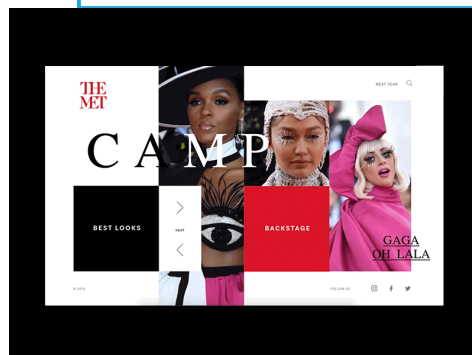 THE
MET
NEXT YEAR
CAMP
BEST LOOKS
NEXT
BACKSTAGE
GAGA
OH LALA
© 2019
FOLLOW US